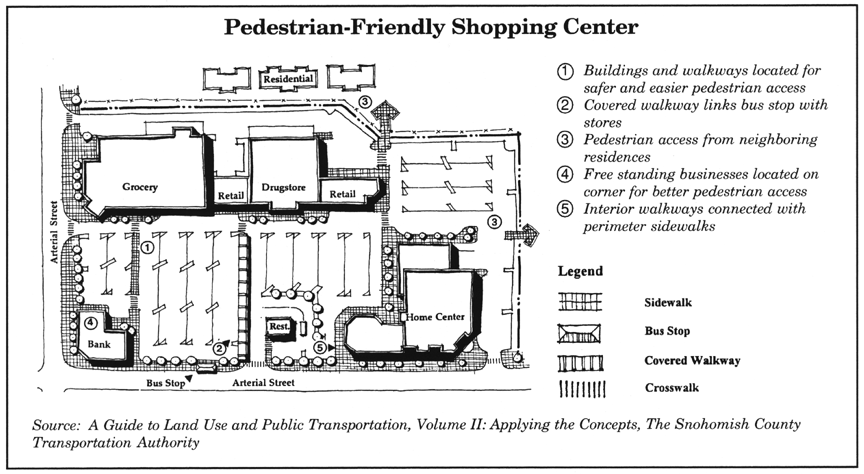 Pedestrian-Friendly Shopping Center
Residential
③
Grocery
Retail
Drugstore
Retail
Arterial Street
①
③
④
Bank
②
Rest.
⑤
Home Center
Bus Stop
Arterial Street
① Buildings and walkways located for
safer and easier pedestrian access
② Covered walkway links bus stop with
stores
③ Pedestrian access from neighboring
residences
④ Free standing businesses located on
corner for better pedestrian access
⑤ Interior walkways connected with
perimeter sidewalks
Legend
Sidewalk
Bus Stop
Covered Walkway
Crosswalk
Source: A Guide to Land Use and Public Transportation, Volume II: Applying the Concepts, The Snohomish County
Transportation Authority